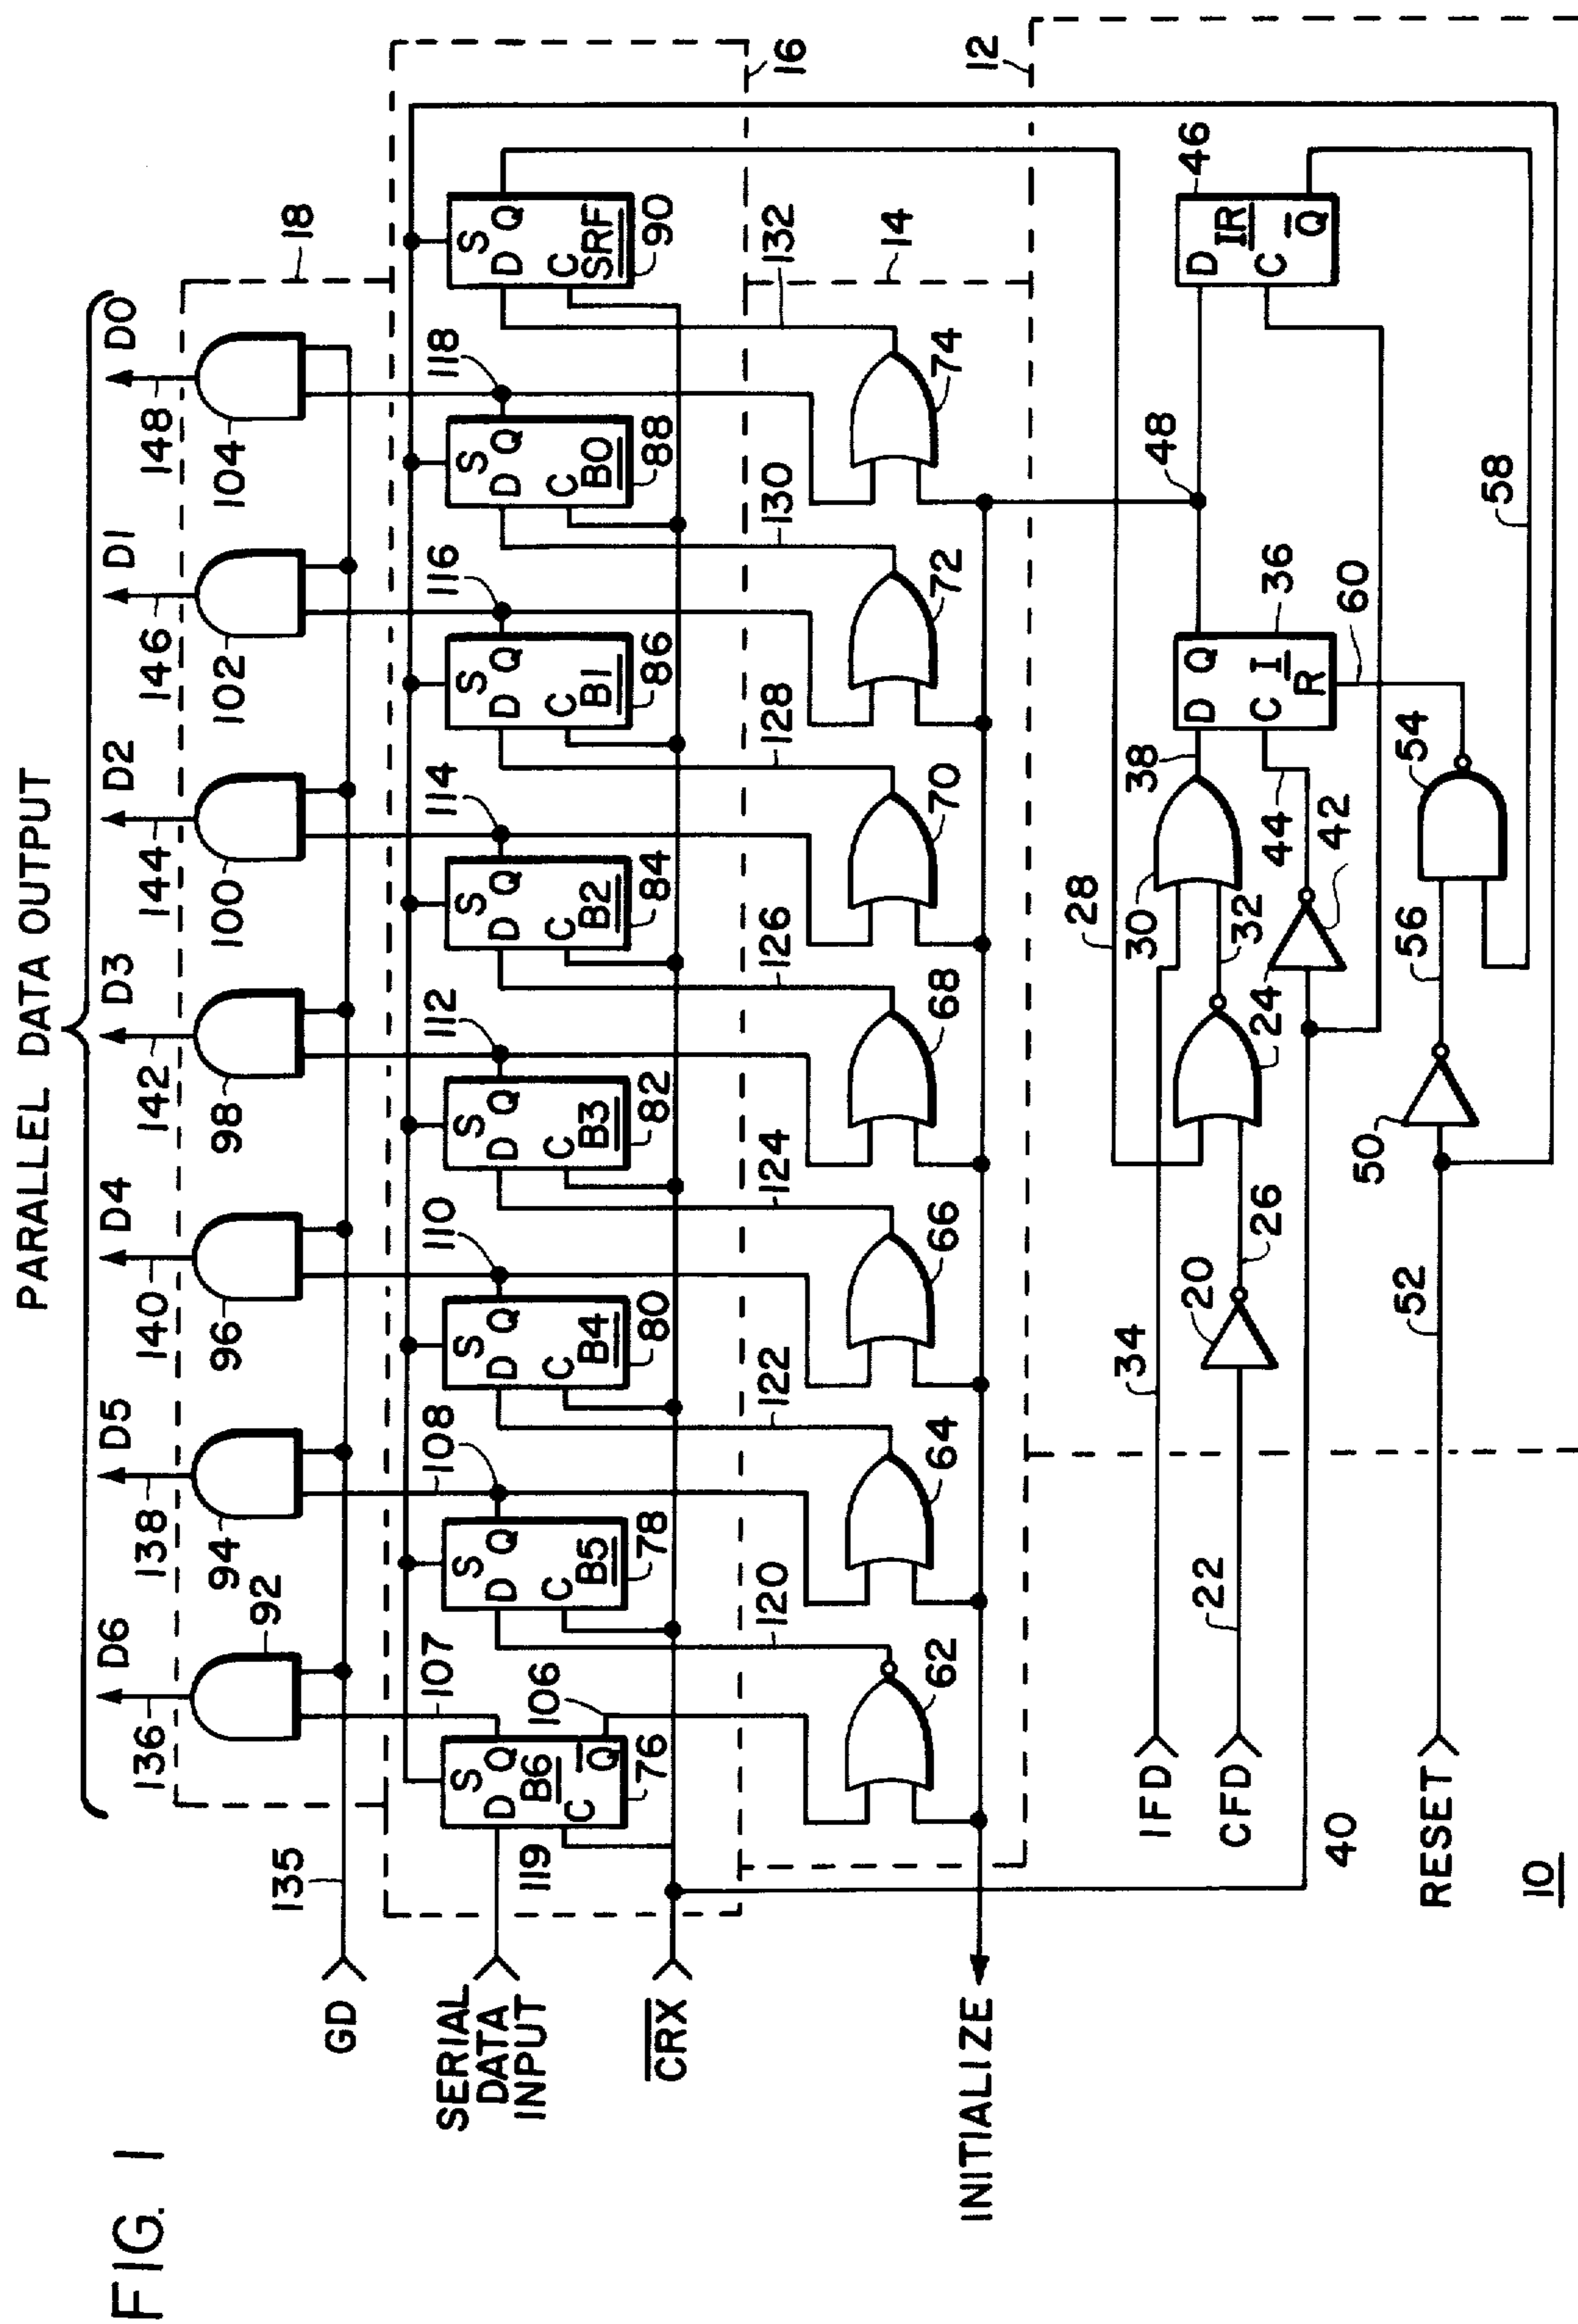 FIG. 1
PARALLEL DATA OUTPUT
D6 D5 D4 D3 D2 D1 D0
136 138 140 142 144 146 148 18
92 94 96 98 100 102 104
135
GD >
107 108 110 112 114 116 118
S S S S S S S S
D Q D Q D Q D Q D Q D Q D Q D Q
B6 B5 B4 B3 B2 B1 B0 SRF
C Q C C C C C C C
76 78 80 82 84 86 88 90
119 106
SERIAL
DATA
INPUT
CRX >
16
120 122 124 126 128 130 132
62 64 66 68 70 72 74
14
12
INITIALIZE
IFD > 34
CFD > 22
20 26 24 32 30 38 28
40
42 44
D Q
C I
R
36
48
60
D IR
C Q
46
RESET > 52
50 56 54 58
10